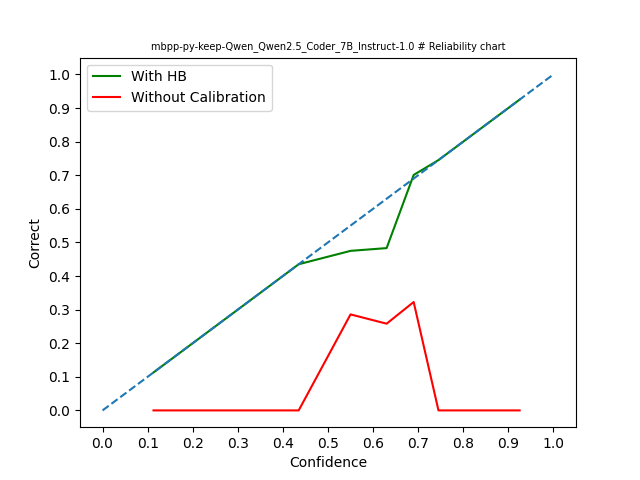 mbpp-py-keep-Qwen_Qwen2.5_Coder_7B_Instruct-1.0 # Reliability chart
With HB
Without Calibration
1.0
0.9
0.8
0.7
0.6
0.5
0.4
0.3
0.2
0.1
0.0
Correct
0.0 0.1 0.2 0.3 0.4 0.5 0.6 0.7 0.8 0.9 1.0
Confidence